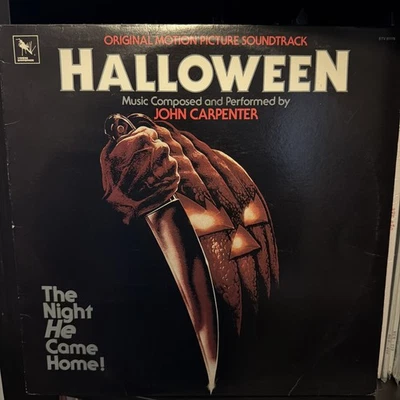 ORIGINAL MOTION PICTURE SOUNDTRACK
HALLOWEEN
Music Composed and Performed by
JOHN CARPENTER
The
Night
He
Came
Home!